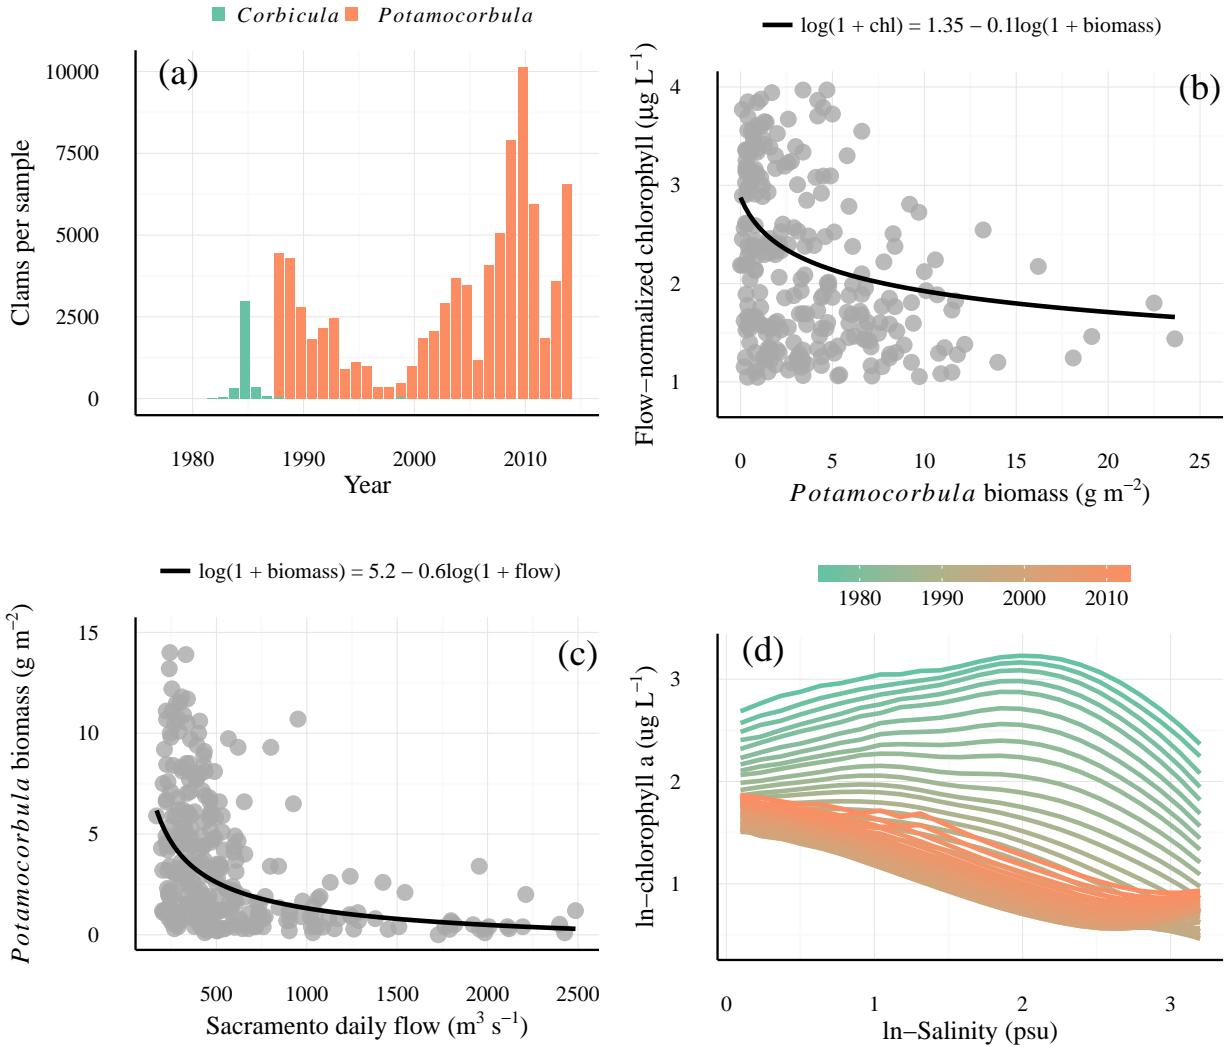 Corbicula Potamocorbula
(a)
10000
7500
5000
2500
0
Clams per sample
1980 1990 2000 2010
Year
log(1 + chl) = 1.35 − 0.1log(1 + biomass)
(b)
4
3
2
1
Flow−normalized chlorophyll (μg L⁻¹)
0 5 10 15 20 25
Potamocorbula biomass (g m⁻²)
log(1 + biomass) = 5.2 − 0.6log(1 + flow)
(c)
15
10
5
0
Potamocorbula biomass (g m⁻²)
500 1000 1500 2000 2500
Sacramento daily flow (m³ s⁻¹)
1980 1990 2000 2010
(d)
3
2
1
ln−chlorophyll a (ug L⁻¹)
0 1 2 3
ln−Salinity (psu)